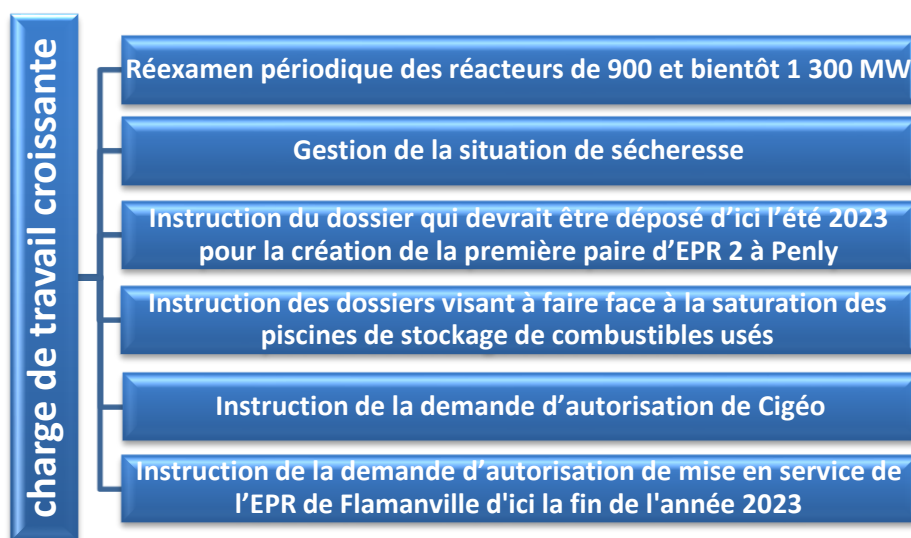 charge de travail croissante
Réexamen périodique des réacteurs de 900 et bientôt 1 300 MW
Gestion de la situation de sécheresse
Instruction du dossier qui devrait être déposé d’ici l’été 2023
pour la création de la première paire d’EPR 2 à Penly
Instruction des dossiers visant à faire face à la saturation des
piscines de stockage de combustibles usés
Instruction de la demande d’autorisation de Cigéo
Instruction de la demande d’autorisation de mise en service de
l’EPR de Flamanville d'ici la fin de l'année 2023